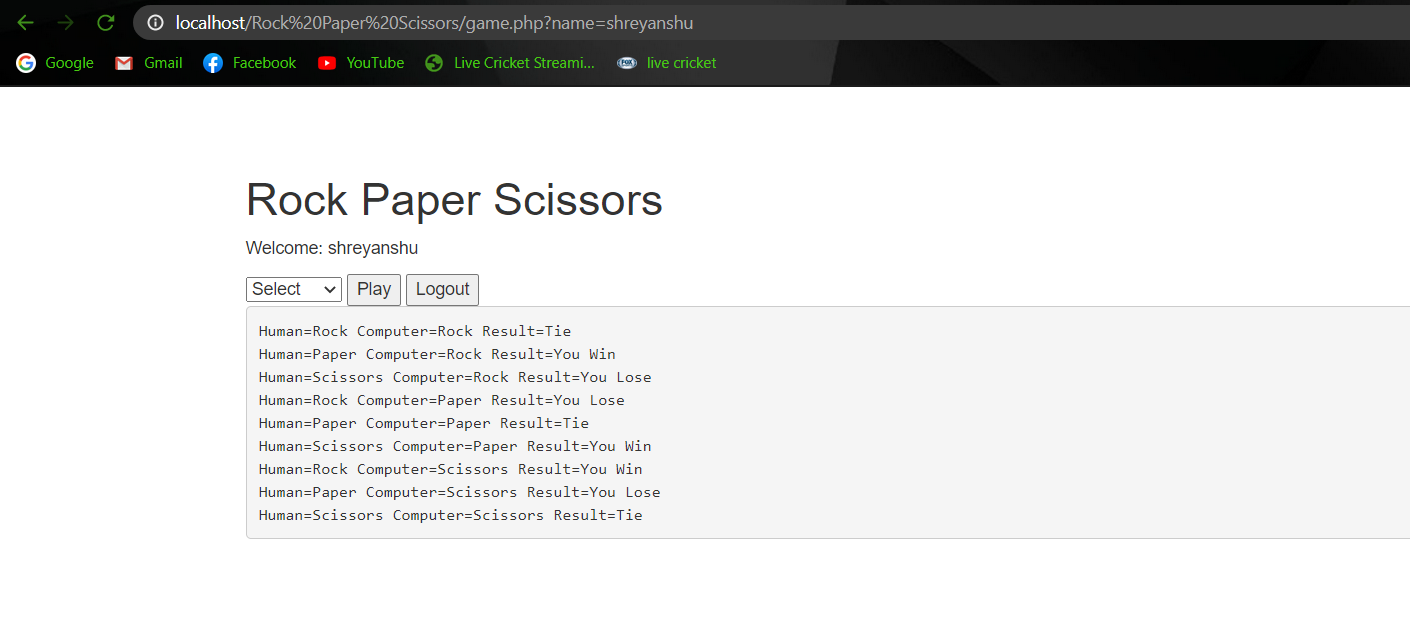 localhost/Rock%20Paper%20Scissors/game.php?name=shreyanshu
Google Gmail Facebook YouTube Live Cricket Streami... FOX live cricket
Rock Paper Scissors
Welcome: shreyanshu
Select Play Logout
Human=Rock Computer=Rock Result=Tie
Human=Paper Computer=Rock Result=You Win
Human=Scissors Computer=Rock Result=You Lose
Human=Rock Computer=Paper Result=You Lose
Human=Paper Computer=Paper Result=Tie
Human=Scissors Computer=Paper Result=You Win
Human=Rock Computer=Scissors Result=You Win
Human=Paper Computer=Scissors Result=You Lose
Human=Scissors Computer=Scissors Result=Tie